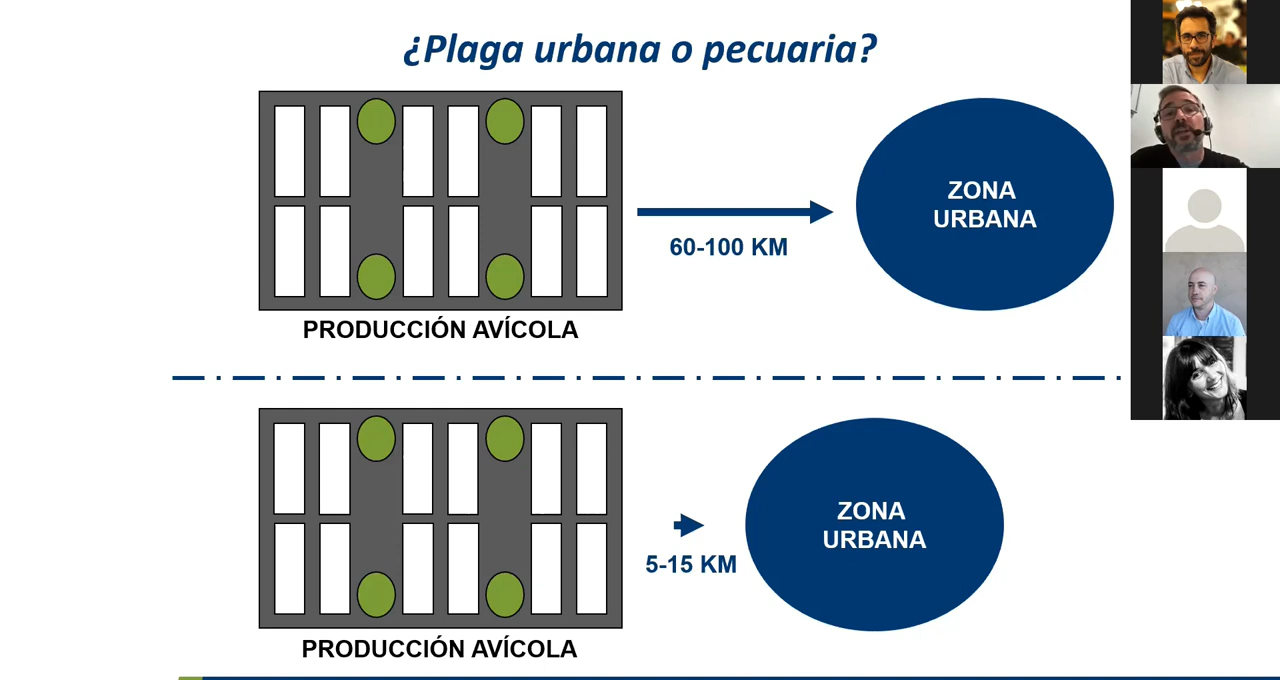 ¿Plaga urbana o pecuaria?
ZONA
URBANA
60-100 KM
PRODUCCIÓN AVÍCOLA
ZONA
URBANA
5-15 KM
PRODUCCIÓN AVÍCOLA